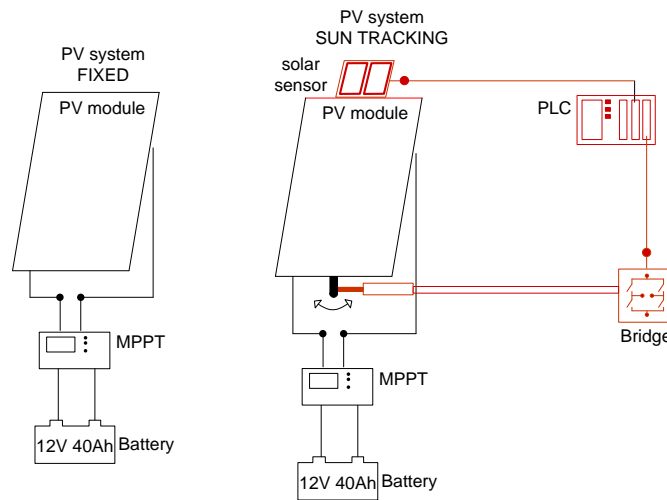 PV system
FIXED
PV module
MPPT
12V 40Ah
Battery
PV system
SUN TRACKING
solar
sensor
PV module
PLC
Bridge
MPPT
12V 40Ah
Battery